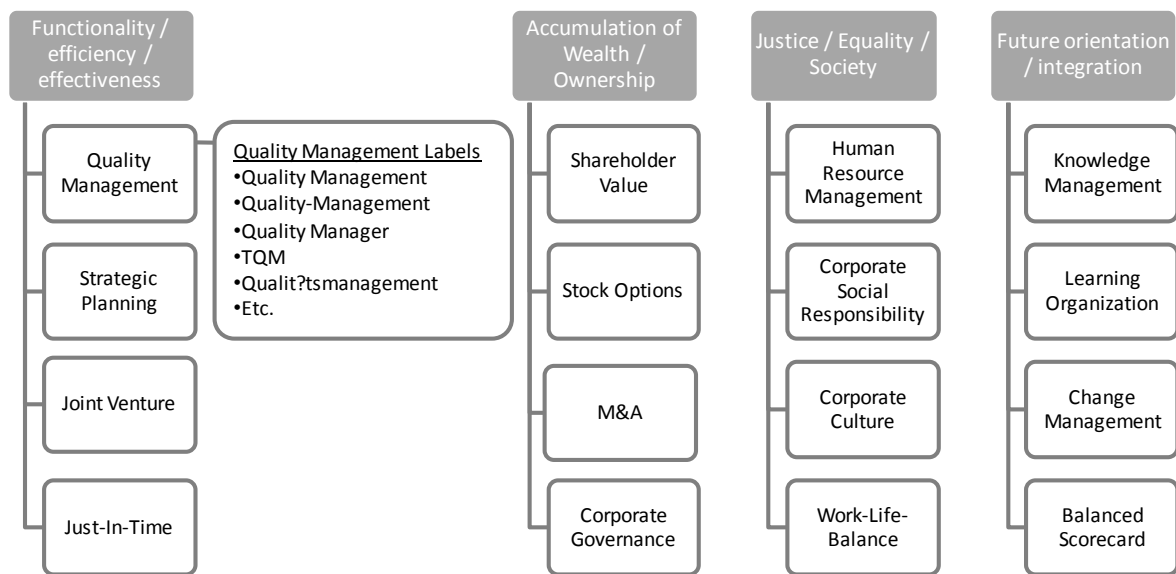 Functionality /
efficiency /
effectiveness
Quality
Management
Strategic
Planning
Joint Venture
Just-In-Time
Quality Management Labels
•Quality Management
•Quality-Management
•Quality Manager
•TQM
•Qualit?tsmanagement
•Etc.
Accumulation of
Wealth /
Ownership
Shareholder
Value
Stock Options
M&A
Corporate
Governance
Justice / Equality /
Society
Human
Resource
Management
Corporate
Social
Responsibility
Corporate
Culture
Work-Life-
Balance
Future orientation
/ integration
Knowledge
Management
Learning
Organization
Change
Management
Balanced
Scorecard